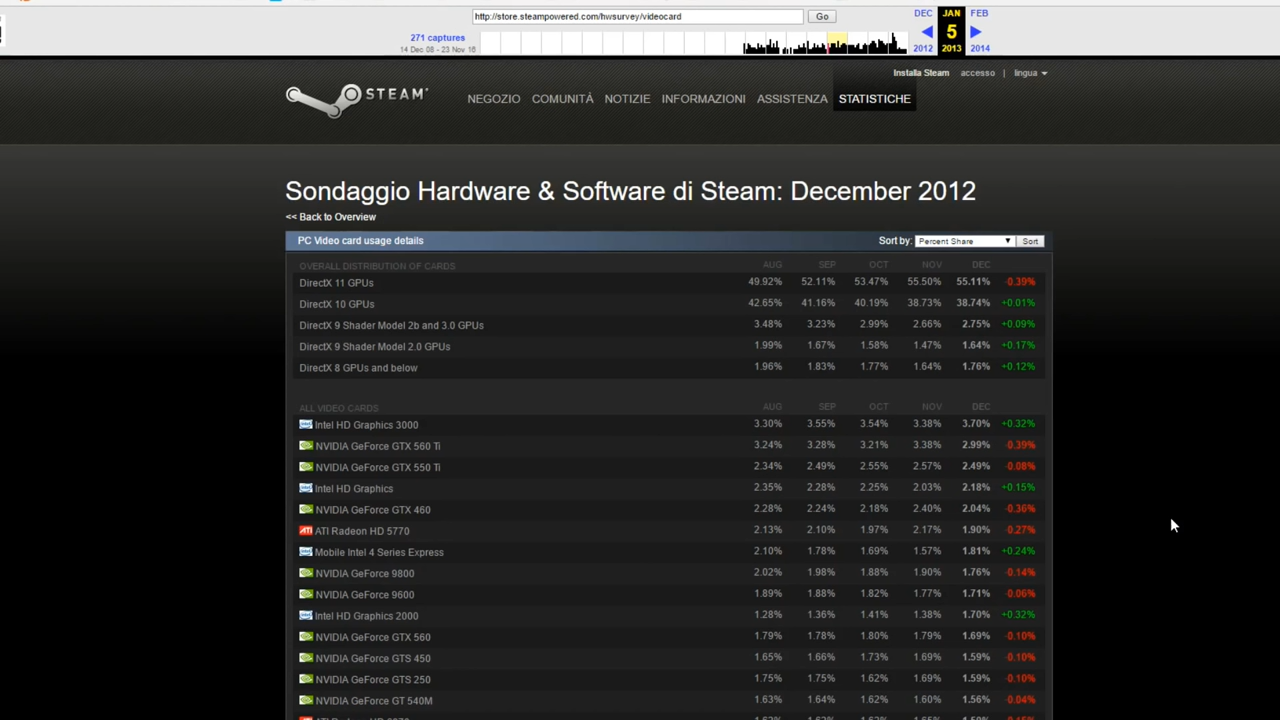 http://store.steampowered.com/hwsurvey/videocard Go
DEC JAN FEB
271 captures
5
14 Dec 08 - 23 Nov 16
2012 2013 2014
Installa Steam accesso | lingua
STEAM NEGOZIO COMUNITÀ NOTIZIE INFORMAZIONI ASSISTENZA STATISTICHE
Sondaggio Hardware & Software di Steam: December 2012
<< Back to Overview
PC Video card usage details Sort by: Percent Share Sort
OVERALL DISTRIBUTION OF CARDS AUG SEP OCT NOV DEC
DirectX 11 GPUs 49.92% 52.11% 53.47% 55.50% 55.11% -0.39%
DirectX 10 GPUs 42.65% 41.16% 40.19% 38.73% 38.74% +0.01%
DirectX 9 Shader Model 2b and 3.0 GPUs 3.48% 3.23% 2.99% 2.66% 2.75% +0.09%
DirectX 9 Shader Model 2.0 GPUs 1.99% 1.67% 1.58% 1.47% 1.64% +0.17%
DirectX 8 GPUs and below 1.96% 1.83% 1.77% 1.64% 1.76% +0.12%
ALL VIDEO CARDS AUG SEP OCT NOV DEC
Intel HD Graphics 3000 3.30% 3.55% 3.54% 3.38% 3.70% +0.32%
NVIDIA GeForce GTX 560 Ti 3.24% 3.28% 3.21% 3.38% 2.99% -0.39%
NVIDIA GeForce GTX 550 Ti 2.34% 2.49% 2.55% 2.57% 2.49% -0.08%
Intel HD Graphics 2.35% 2.28% 2.25% 2.03% 2.18% +0.15%
NVIDIA GeForce GTX 460 2.28% 2.24% 2.18% 2.40% 2.04% -0.36%
ATI Radeon HD 5770 2.13% 2.10% 1.97% 2.17% 1.90% -0.27%
Mobile Intel 4 Series Express 2.10% 1.78% 1.69% 1.57% 1.81% +0.24%
NVIDIA GeForce 9800 2.02% 1.98% 1.88% 1.90% 1.76% -0.14%
NVIDIA GeForce 9600 1.89% 1.88% 1.82% 1.77% 1.71% -0.06%
Intel HD Graphics 2000 1.28% 1.36% 1.41% 1.38% 1.70% +0.32%
NVIDIA GeForce GTX 560 1.79% 1.78% 1.80% 1.79% 1.69% -0.10%
NVIDIA GeForce GTS 450 1.65% 1.66% 1.73% 1.69% 1.59% -0.10%
NVIDIA GeForce GTS 250 1.75% 1.75% 1.62% 1.69% 1.59% -0.10%
NVIDIA GeForce GT 540M 1.63% 1.64% 1.62% 1.60% 1.56% -0.04%